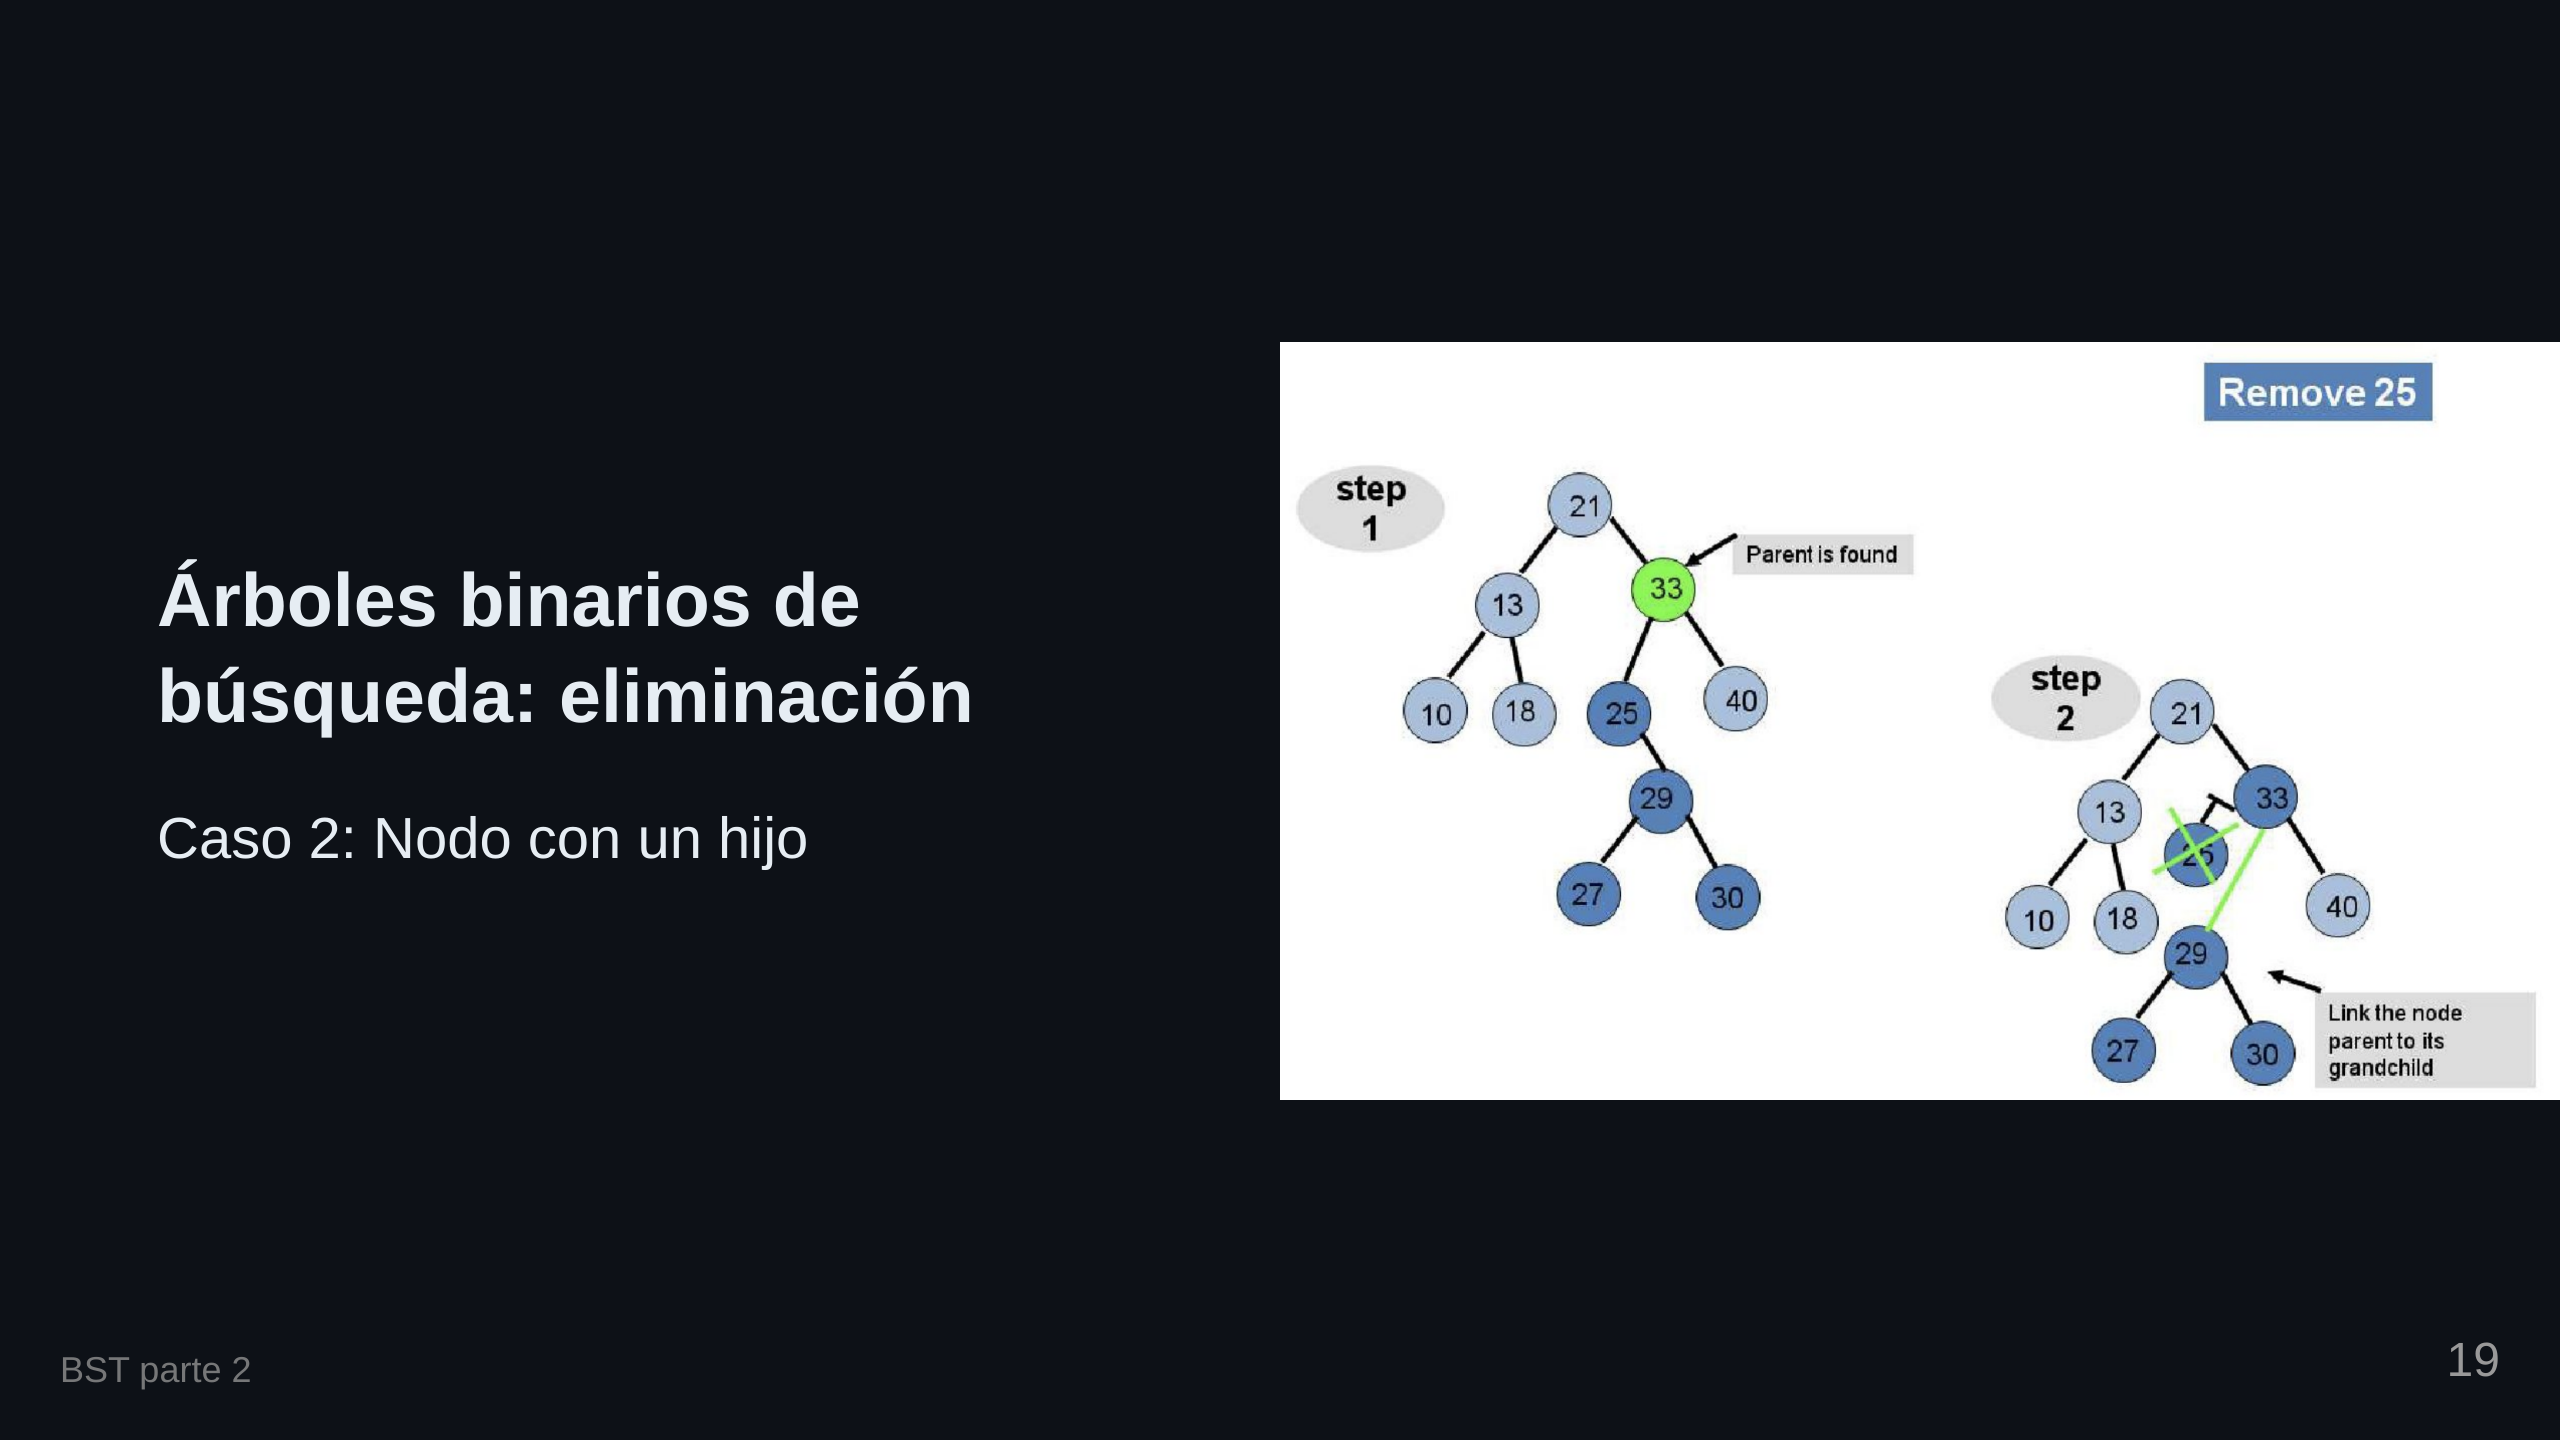 Árboles binarios de
búsqueda: eliminación
Caso 2: Nodo con un hijo
Remove 25
step
1
21
Parent is found
33
13
10
18
25
40
29
27
30
step
2
21
33
13
25
10
18
40
29
27
30
Link the node
parent to its
grandchild
BST parte 2
19